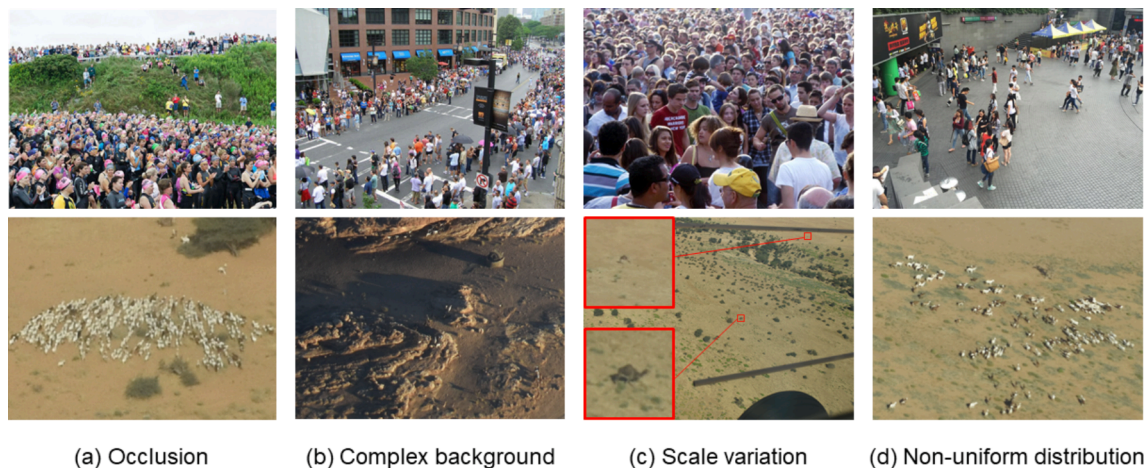 (a) Occlusion
(b) Complex background
(c) Scale variation
(d) Non-uniform distribution